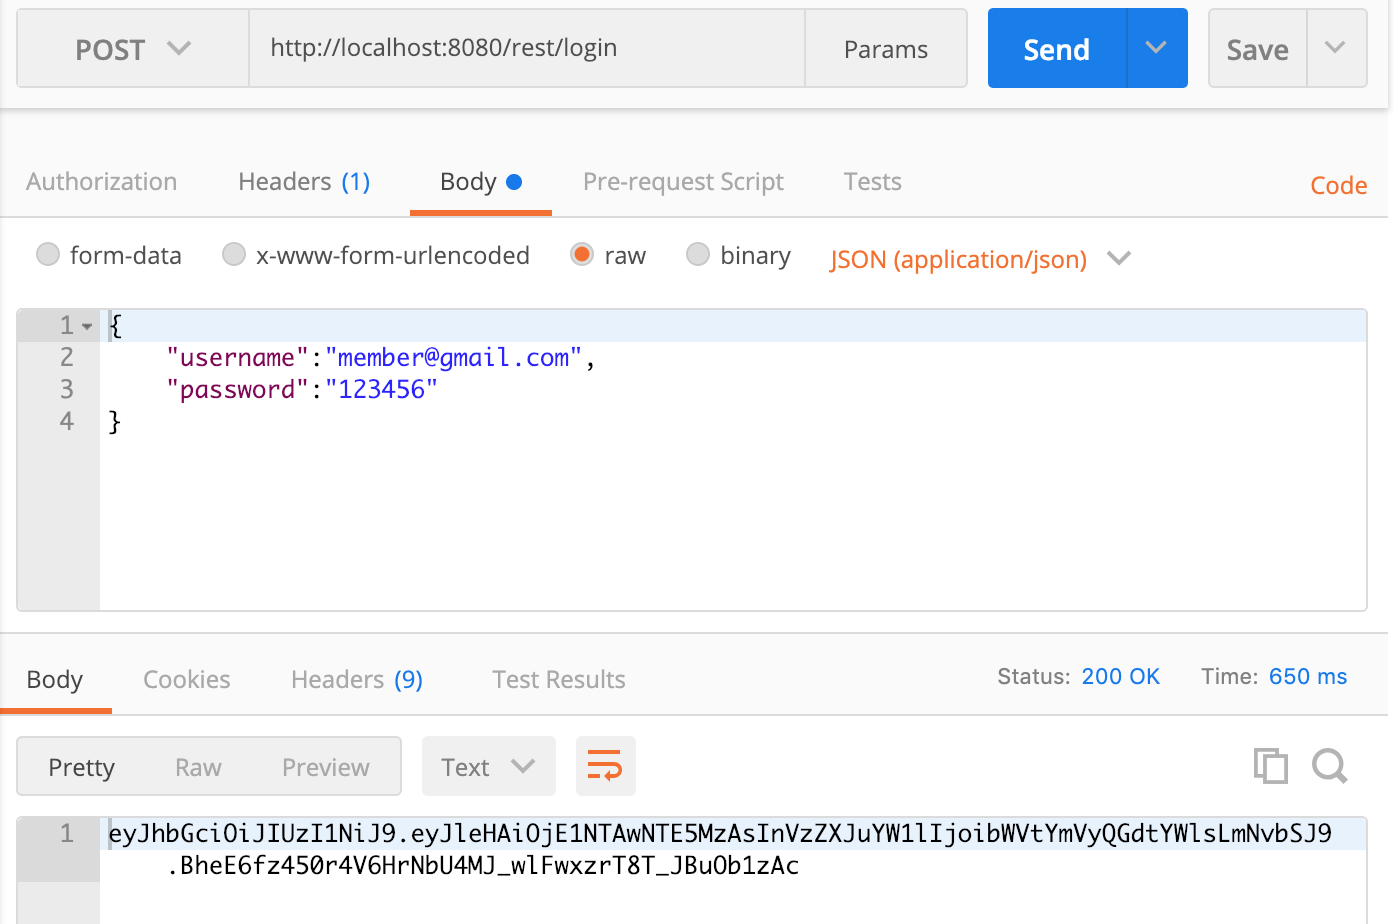 POST http://localhost:8080/rest/login Params Send Save
Authorization Headers (1) Body Pre-request Script Tests Code
form-data x-www-form-urlencoded raw binary JSON (application/json)
1 {
2 "username":"member@gmail.com",
3 "password":"123456"
4 }
Body Cookies Headers (9) Test Results Status: 200 OK Time: 650 ms
Pretty Raw Preview Text
1 eyJhbGciOiJIUzI1NiJ9.eyJleHAiOjE1NTAwNTE5MzAsInVzZXJuYW1lIjoibWVtYmVyQGdtYWlsLmNvbSJ9
.BheE6fz450r4V6HrNbU4MJ_wlFwxzrT8T_JBuOb1zAc